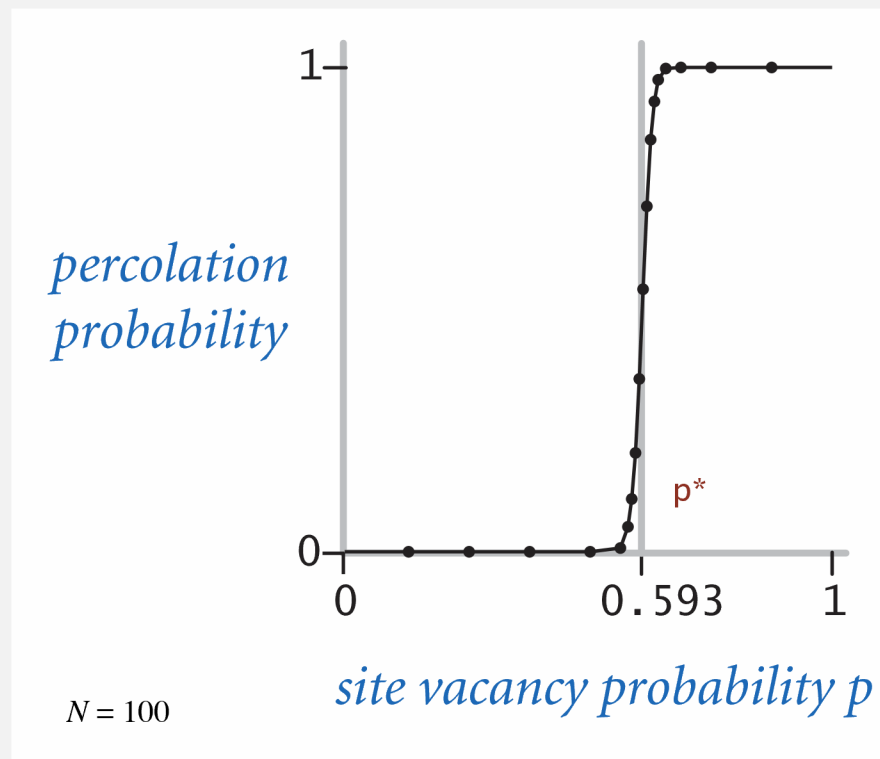 1
percolation
probability
p*
0
0 0.593 1
site vacancy probability p
N = 100